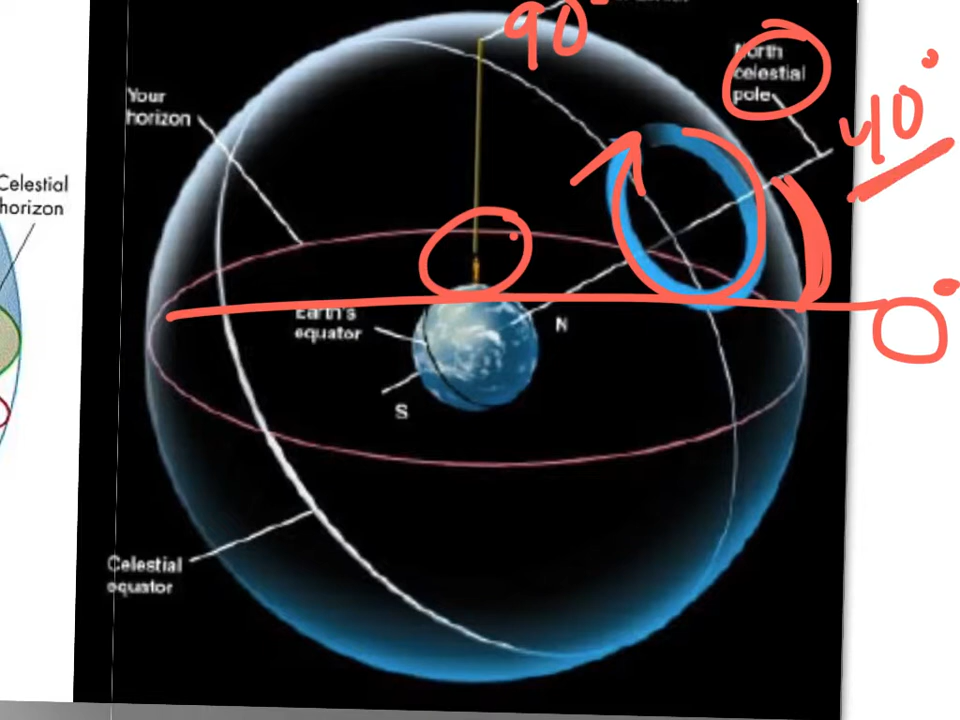 90°
North
celestial
pole
40°
Your
horizon
Celestial
horizon
0°
Earth's
equator
N
S
Celestial
equator